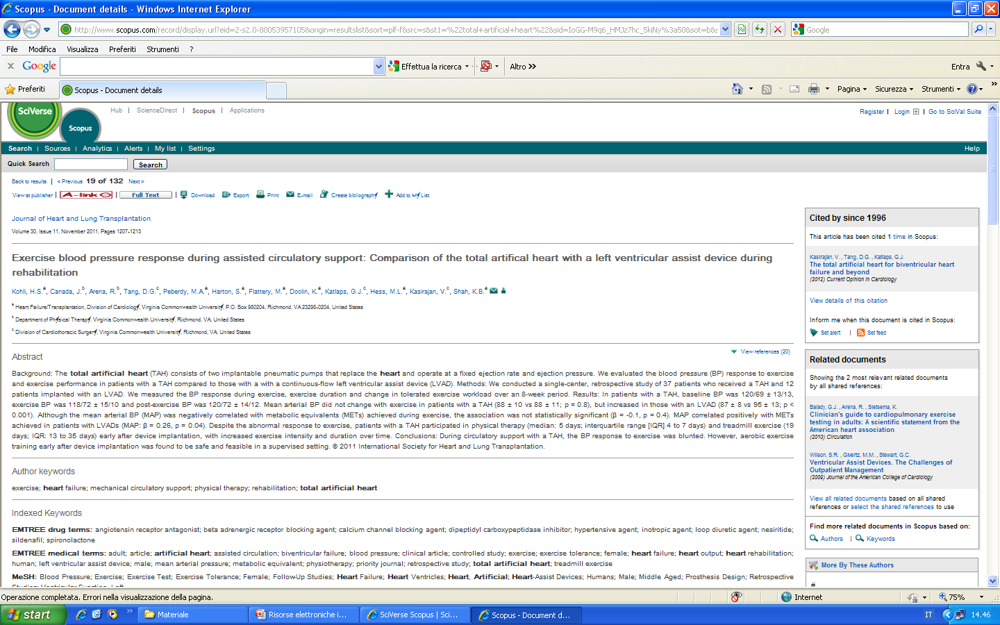 Scopus - Document details - Windows Internet Explorer
http://www.scopus.com/record/display.url?eid=2-s2.0-80053957105&origin=resultslist&sort=plf-f&src=s&st1=%22total+artificial+heart%22&sid=IoGG-M9q6_HMJz7hc_5kiNy%3a50&sot=b&s
Google
File Modifica Visualizza Preferiti Strumenti ?
x Google Effettua la ricerca Altro Entra
Preferiti Scopus - Document details Pagina Sicurezza Strumenti
SciVerse Hub | ScienceDirect | Scopus | Applications Register | Login | Go to SciVal Suite
Scopus
Search | Sources | Analytics | Alerts | My list | Settings Help
Quick Search Search
Back to results | < Previous 19 of 132 Next >
View at publisher | A-link | Full Text | Download Export Print E-mail Create bibliography Add to My List
Journal of Heart and Lung Transplantation
Volume 30, Issue 11, November 2011, Pages 1207-1213
Exercise blood pressure response during assisted circulatory support: Comparison of the total artifical heart with a left ventricular assist device during
rehabilitation
Kohli, H.S.a, Canada, J.b, Arena, R.b, Tang, D.G.c, Peberdy, M.A.a, Harton, S.a, Flattery, M.a, Doolin, K.a, Katlaps, G.J.c, Hess, M.L.a, Kasirajan, V.c, Shah, K.B.a
a Heart Failure/Transplantation, Division of Cardiology, Virginia Commonwealth University, P.O. Box 980204, Richmond, VA 23298-0204, United States
b Department of Physical Therapy, Virginia Commonwealth University, Richmond, VA, United States
c Division of Cardiothoracic Surgery, Virginia Commonwealth University, Richmond, VA, United States
View references (20)
Abstract
Background: The total artificial heart (TAH) consists of two implantable pneumatic pumps that replace the heart and operate at a fixed ejection rate and ejection pressure. We evaluated the blood pressure (BP) response to exercise
and exercise performance in patients with a TAH compared to those with a with a continuous-flow left ventricular assist device (LVAD). Methods: We conducted a single-center, retrospective study of 37 patients who received a TAH and 12
patients implanted with an LVAD. We measured the BP response during exercise, exercise duration and change in tolerated exercise workload over an 8-week period. Results: In patients with a TAH, baseline BP was 120/69 ± 13/13,
exercise BP was 118/72 ± 15/10 and post-exercise BP was 120/72 ± 14/12. Mean arterial BP did not change with exercise in patients with a TAH (88 ± 10 vs 88 ± 11; p = 0.8), but increased in those with an LVAD (87 ± 8 vs 95 ± 13; p <
0.001). Although the mean arterial BP (MAP) was negatively correlated with metabolic equivalents (METs) achieved during exercise, the association was not statistically significant (β = -0.1, p = 0.4). MAP correlated positively with METs
achieved in patients with LVADs (MAP: β = 0.26, p = 0.04). Despite the abnormal response to exercise, patients with a TAH participated in physical therapy (median: 5 days; interquartile range [IQR] 4 to 7 days) and treadmill exercise (19
days; IQR: 13 to 35 days) early after device implantation, with increased exercise intensity and duration over time. Conclusions: During circulatory support with a TAH, the BP response to exercise was blunted. However, aerobic exercise
training early after device implantation was found to be safe and feasible in a supervised setting. © 2011 International Society for Heart and Lung Transplantation.
Author keywords
exercise; heart failure; mechanical circulatory support; physical therapy; rehabilitation; total artificial heart
Indexed Keywords
EMTREE drug terms: angiotensin receptor antagonist; beta adrenergic receptor blocking agent; calcium channel blocking agent; dipeptidyl carboxypeptidase inhibitor; hypertensive agent; inotropic agent; loop diuretic agent; nesiritide;
sildenafil; spironolactone
EMTREE medical terms: adult; article; artificial heart; assisted circulation; biventricular failure; blood pressure; clinical article; controlled study; exercise; exercise tolerance; female; heart failure; heart output; heart rehabilitation;
human; left ventricular assist device; male; mean arterial pressure; metabolic equivalent; physiotherapy; priority journal; retrospective study; total artificial heart; treadmill exercise
MeSH: Blood Pressure; Exercise; Exercise Test; Exercise Tolerance; Female; Follow-Up Studies; Heart Failure; Heart Ventricles; Heart, Artificial; Heart-Assist Devices; Humans; Male; Middle Aged; Prosthesis Design; Retrospective
Studies; Ventricular Function, Left
Cited by since 1996
This article has been cited 1 time in Scopus:
Kasirajan, V. , Tang, D.G. , Katlaps, G.J.
The total artificial heart for biventricular heart
failure and beyond
(2012) Current Opinion in Cardiology
View details of this citation
Inform me when this document is cited in Scopus:
Set alert | Set feed
Related documents
Showing the 2 most relevant related documents
by all shared references:
Balady, G.J. , Arena, R. , Sietsema, K.
Clinician's guide to cardiopulmonary exercise
testing in adults: A scientific statement from the
American heart association
(2010) Circulation
Wilson, S.R. , Givertz, M.M. , Stewart, G.C.
Ventricular Assist Devices. The Challenges of
Outpatient Management
(2009) Journal of the American College of Cardiology
View all related documents based on all shared
references or select the shared references to use
Find more related documents in Scopus based on:
Authors | Keywords
More By These Authors
#
Operazione completata. Errori nella visualizzazione della pagina. Internet 75%
start Materiale Risorse elettroniche i... SciVerse Scopus | Sci... Scopus - Document d... IT 14.46